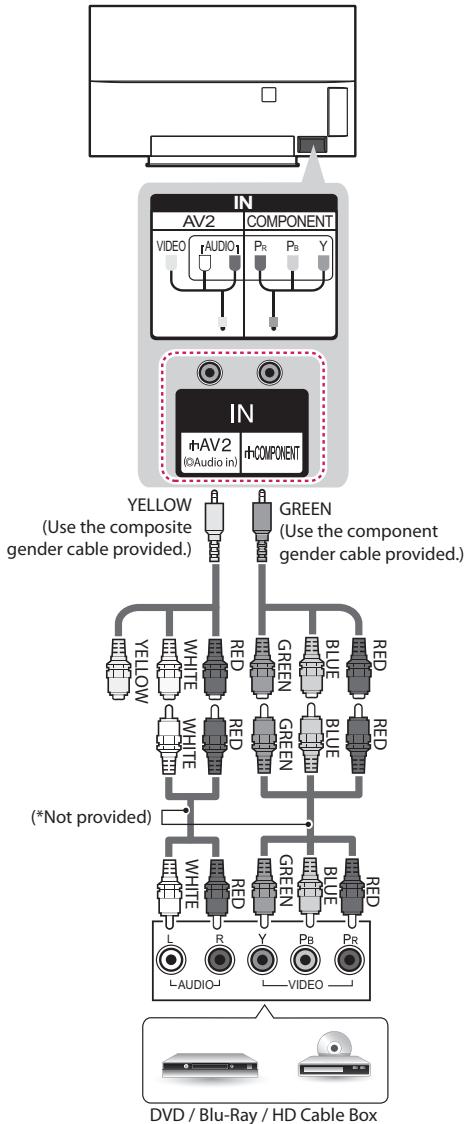 IN
AV2 COMPONENT
VIDEO AUDIO PR PB Y
IN
AV2 COMPONENT
(Audio in)
YELLOW
(Use the composite
gender cable provided.)
GREEN
(Use the component
gender cable provided.)
YELLOW WHITE RED GREEN BLUE RED
WHITE RED GREEN BLUE RED
(*Not provided)
WHITE RED GREEN BLUE RED
L R Y PB PR
AUDIO VIDEO
DVD / Blu-Ray / HD Cable Box